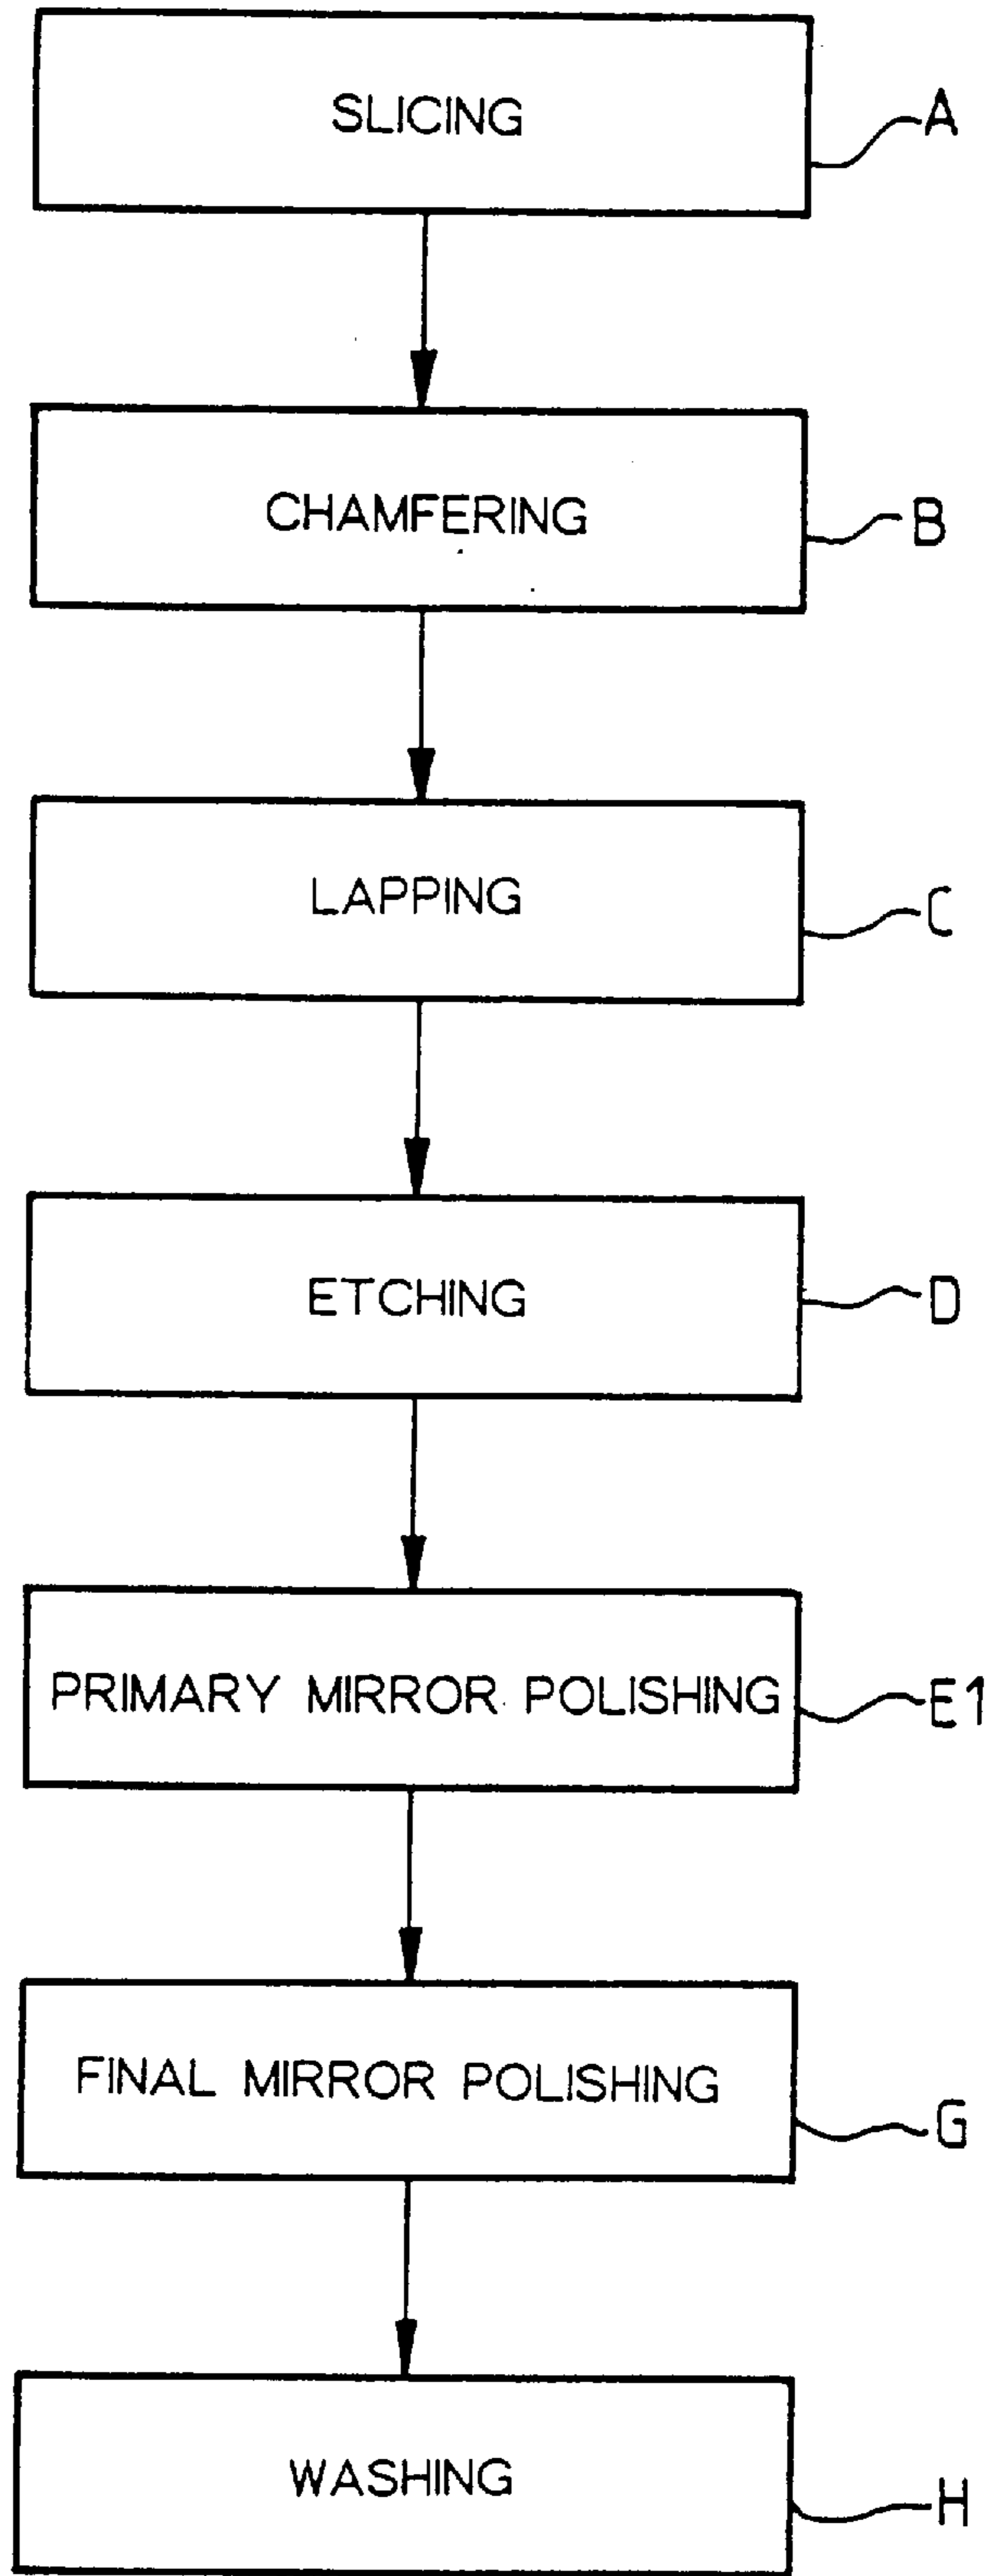 SLICING
A
CHAMFERING
B
LAPPING
C
ETCHING
D
PRIMARY MIRROR POLISHING
E1
FINAL MIRROR POLISHING
G
WASHING
H